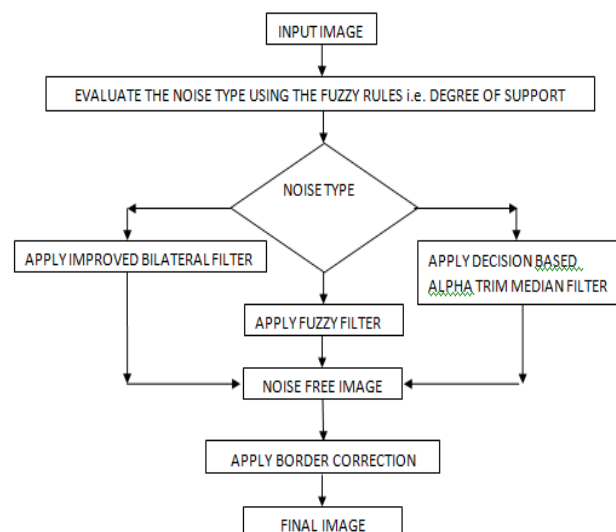 INPUT IMAGE
EVALUATE THE NOISE TYPE USING THE FUZZY RULES i.e. DEGREE OF SUPPORT
NOISE TYPE
APPLY IMPROVED BILATERAL FILTER
APPLY DECISION BASED
ALPHA TRIM MEDIAN FILTER
APPLY FUZZY FILTER
NOISE FREE IMAGE
APPLY BORDER CORRECTION
FINAL IMAGE